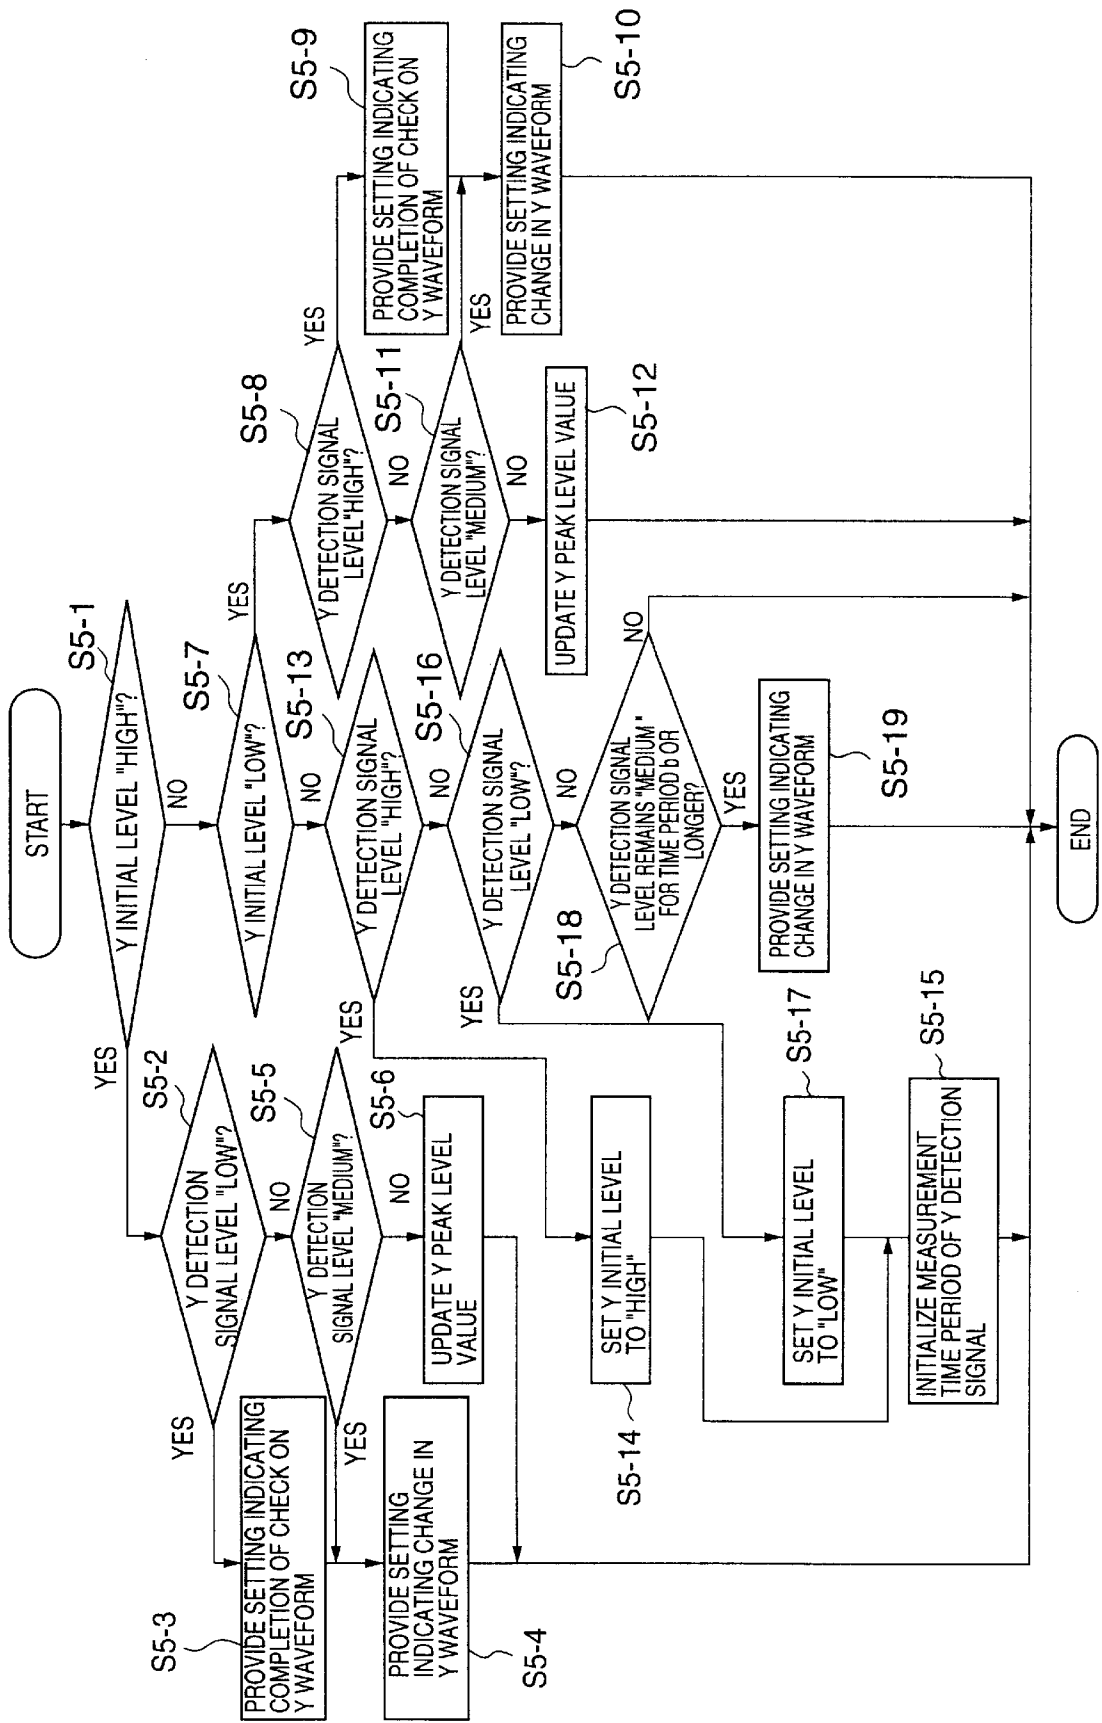 START
S5-1
Y INITIAL LEVEL "HIGH"?
YES
NO
S5-2
Y DETECTION
SIGNAL LEVEL "LOW"?
YES
NO
S5-3
PROVIDE SETTING INDICATING
COMPLETION OF CHECK ON
Y WAVEFORM
S5-5
Y DETECTION
SIGNAL LEVEL "MEDIUM"?
YES
NO
S5-4
PROVIDE SETTING
INDICATING CHANGE IN
Y WAVEFORM
S5-6
UPDATE Y PEAK LEVEL
VALUE
S5-7
Y INITIAL LEVEL "LOW"?
YES
NO
S5-8
Y DETECTION SIGNAL
LEVEL "HIGH"?
YES
NO
S5-9
PROVIDE SETTING INDICATING
COMPLETION OF CHECK ON
Y WAVEFORM
S5-11
Y DETECTION SIGNAL
LEVEL "MEDIUM"?
YES
NO
S5-10
PROVIDE SETTING INDICATING
CHANGE IN Y WAVEFORM
S5-12
UPDATE Y PEAK LEVEL VALUE
S5-13
Y DETECTION SIGNAL
LEVEL "HIGH"?
YES
NO
S5-14
SET Y INITIAL LEVEL
TO "HIGH"
S5-16
Y DETECTION SIGNAL
LEVEL "LOW"?
YES
NO
S5-17
SET Y INITIAL LEVEL
TO "LOW"
S5-15
INITIALIZE MEASUREMENT
TIME PERIOD OF Y DETECTION
SIGNAL
S5-18
Y DETECTION SIGNAL
LEVEL REMAINS "MEDIUM"
FOR TIME PERIOD b OR
LONGER?
NO
YES
S5-19
PROVIDE SETTING INDICATING
CHANGE IN Y WAVEFORM
END